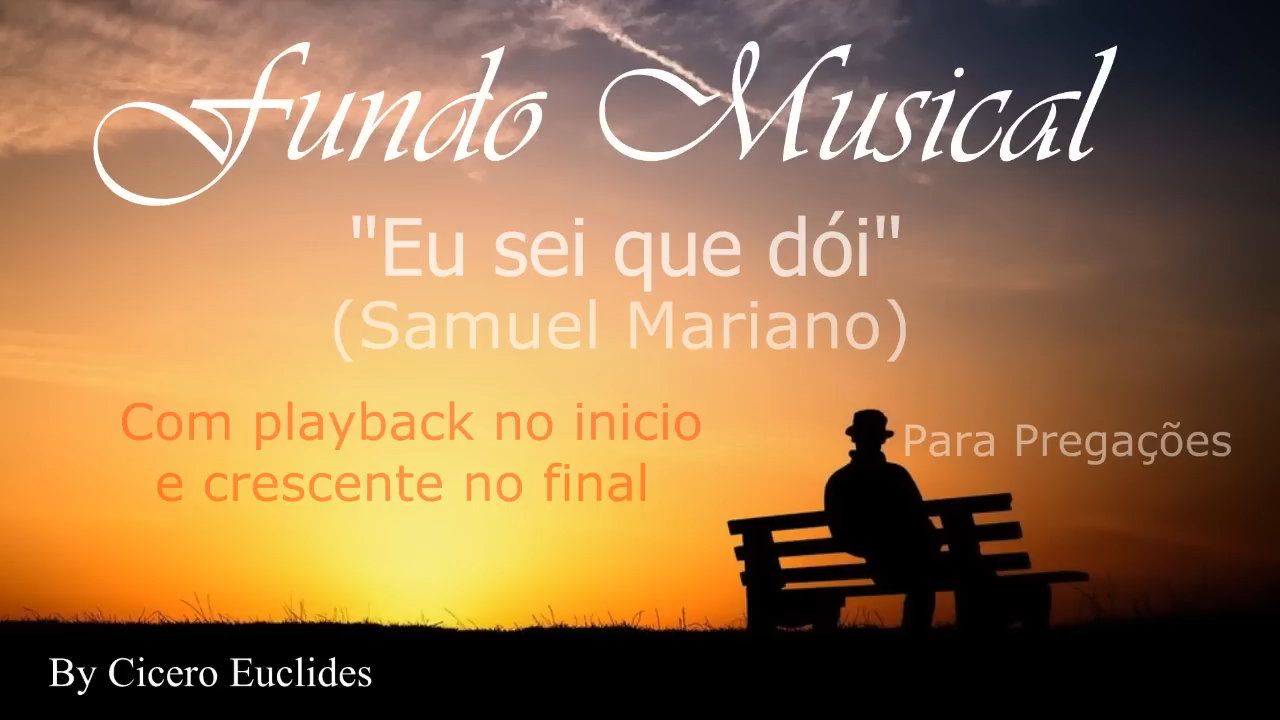 Fundo Musical
"Eu sei que dói"
(Samuel Mariano)
Com playback no inicio
e crescente no final
Para Pregações
By Cicero Euclides